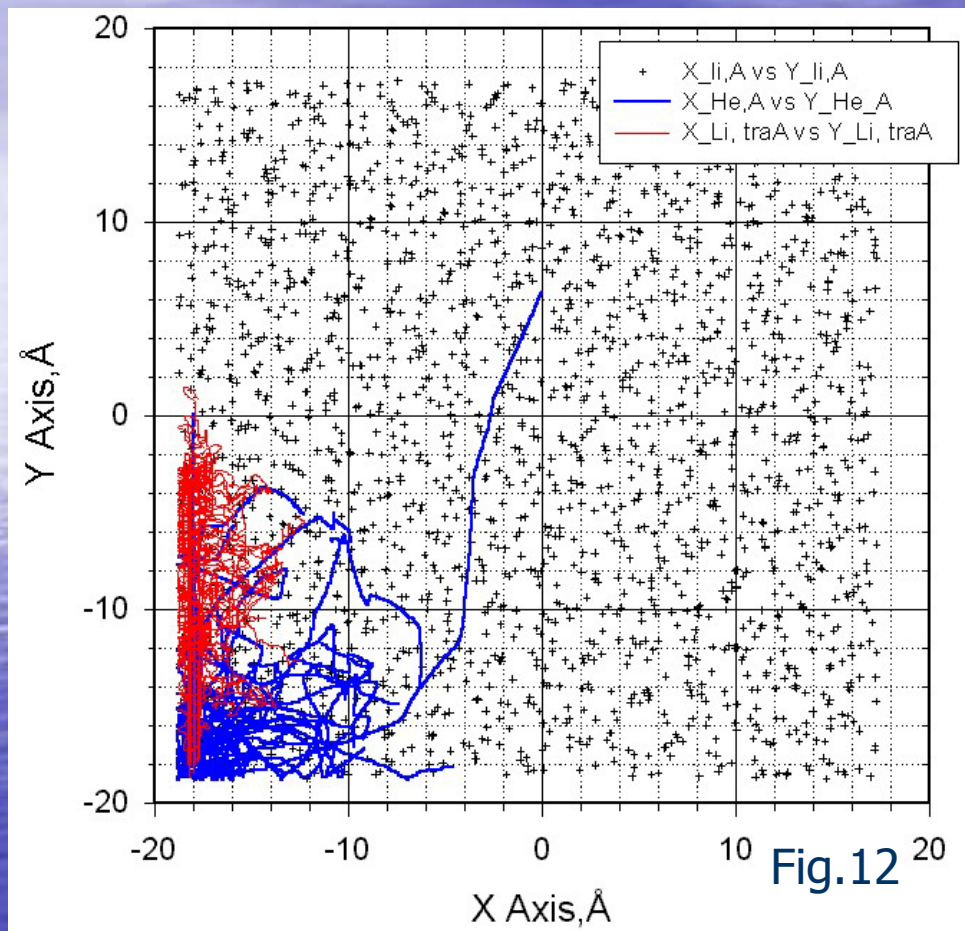 20
10
0
-10
-20
-20
-10
0
10
20
Y Axis,Å
X Axis,Å
X_li,A vs Y_li,A
X_He,A vs Y_He_A
X_Li, traA vs Y_Li, traA
Fig.12